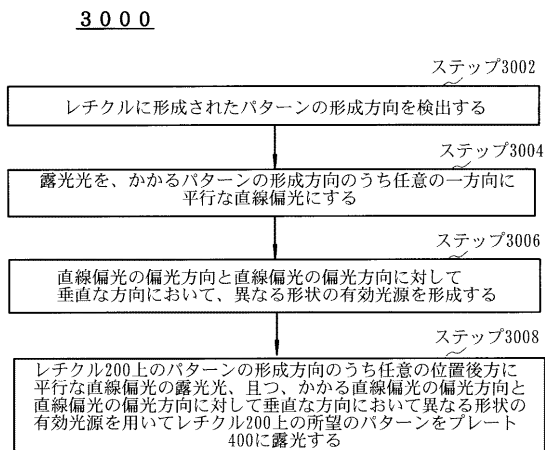 3000
ステップ3002
レチクルに形成されたパターンの形成方向を検出する
ステップ3004
露光光を、かかるパターンの形成方向のうち任意の一方向に
平行な直線偏光にする
ステップ3006
直線偏光の偏光方向と直線偏光の偏光方向に対して
垂直な方向において、異なる形状の有効光源を形成する
ステップ3008
レチクル200上のパターンの形成方向のうち任意の位置後方に
平行な直線偏光の露光光、且つ、かかる直線偏光の偏光方向と
直線偏光の偏光方向に対して垂直な方向において異なる形状の
有効光源を用いてレチクル200上の所望のパターンをプレート
400に露光する